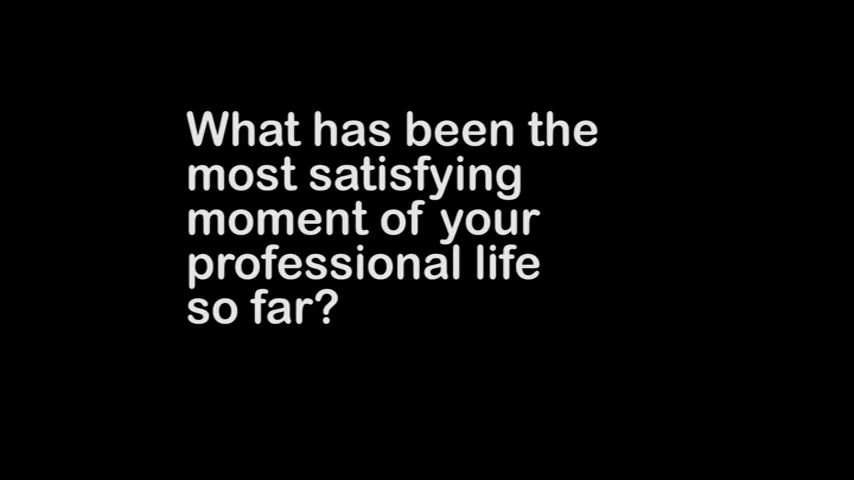 What has been the
most satisfying
moment of your
professional life
so far?